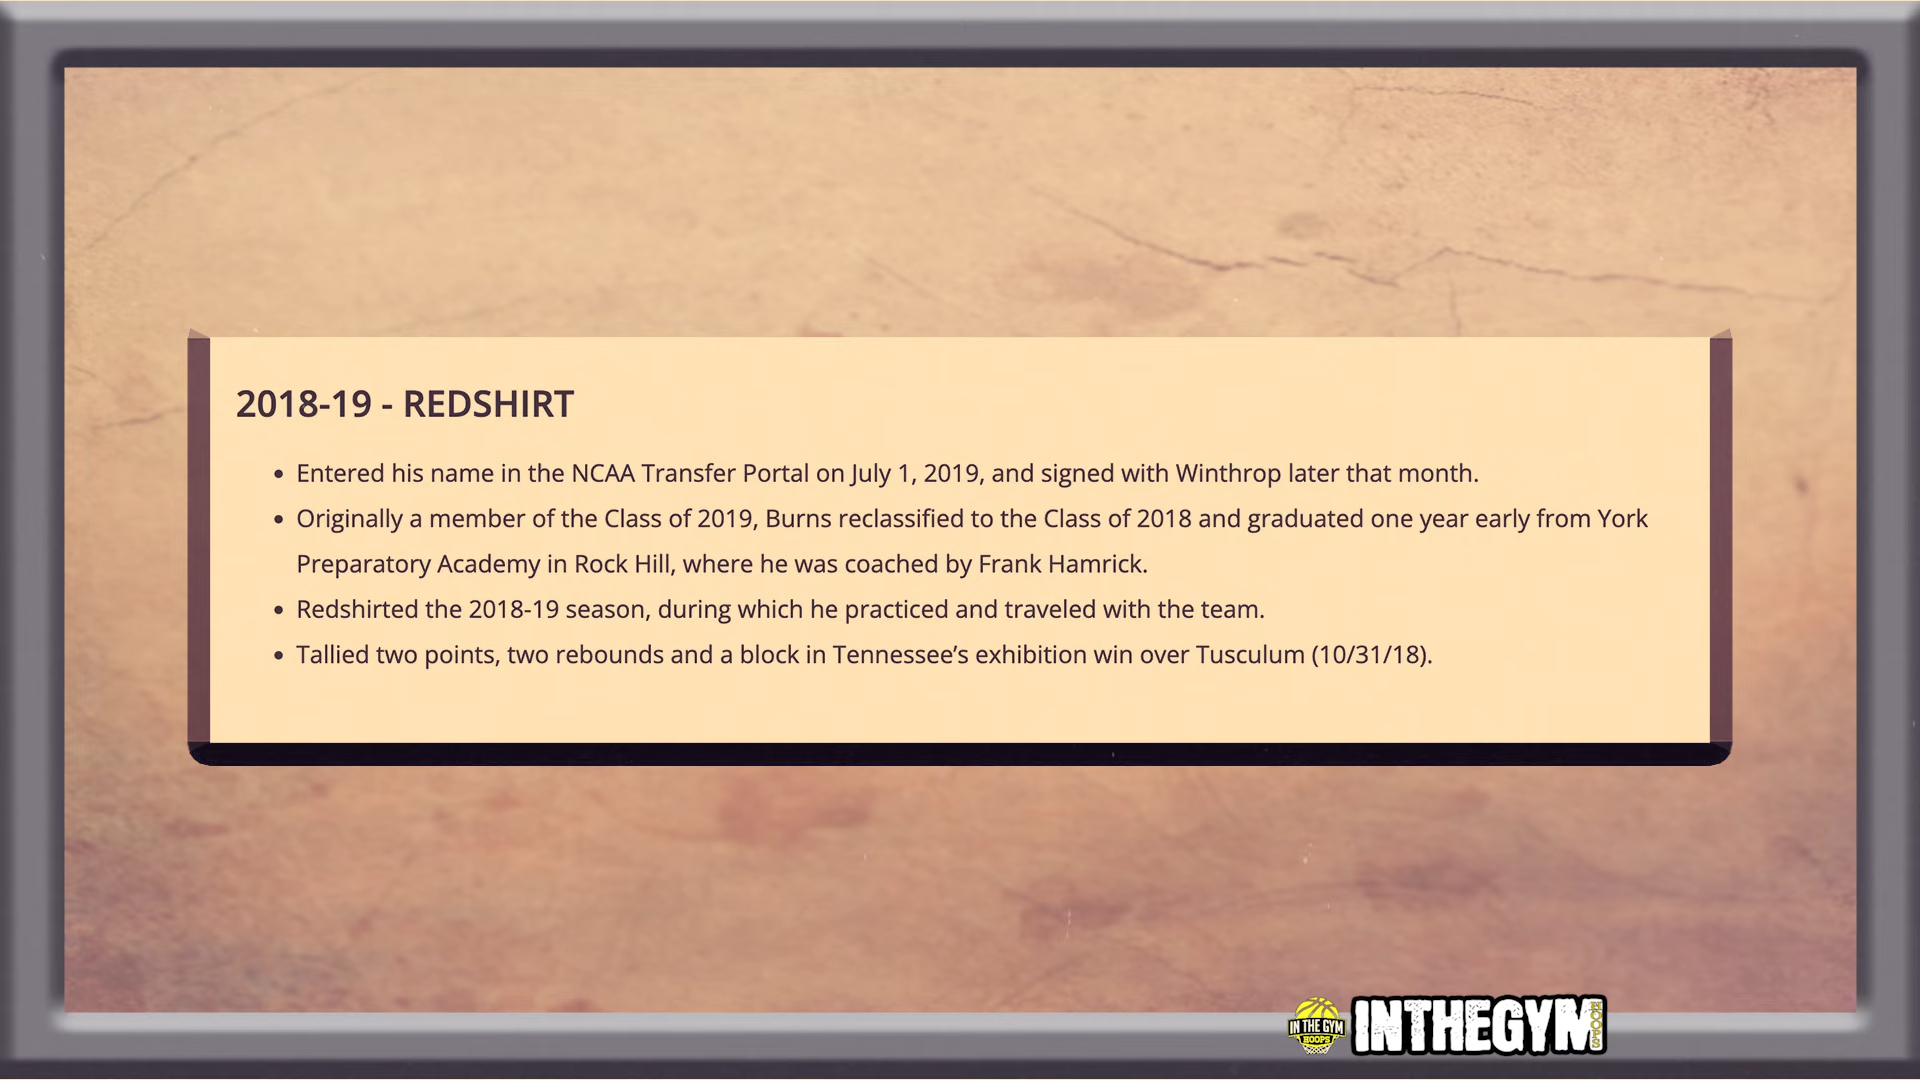 2018-19 - REDSHIRT
• Entered his name in the NCAA Transfer Portal on July 1, 2019, and signed with Winthrop later that month.
• Originally a member of the Class of 2019, Burns reclassified to the Class of 2018 and graduated one year early from York
Preparatory Academy in Rock Hill, where he was coached by Frank Hamrick.
• Redshirted the 2018-19 season, during which he practiced and traveled with the team.
• Tallied two points, two rebounds and a block in Tennessee’s exhibition win over Tusculum (10/31/18).
IN THE GYM
HOOPS
INTHEGYM
HOOPS